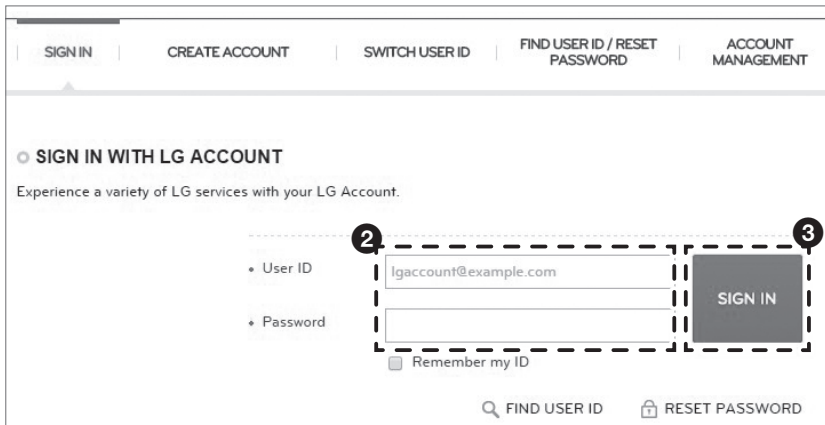 SIGN IN
CREATE ACCOUNT
SWITCH USER ID
FIND USER ID / RESET PASSWORD
ACCOUNT MANAGEMENT
SIGN IN WITH LG ACCOUNT
Experience a variety of LG services with your LG Account.
2
3
User ID
lgaccount@example.com
SIGN IN
Password
Remember my ID
FIND USER ID
RESET PASSWORD